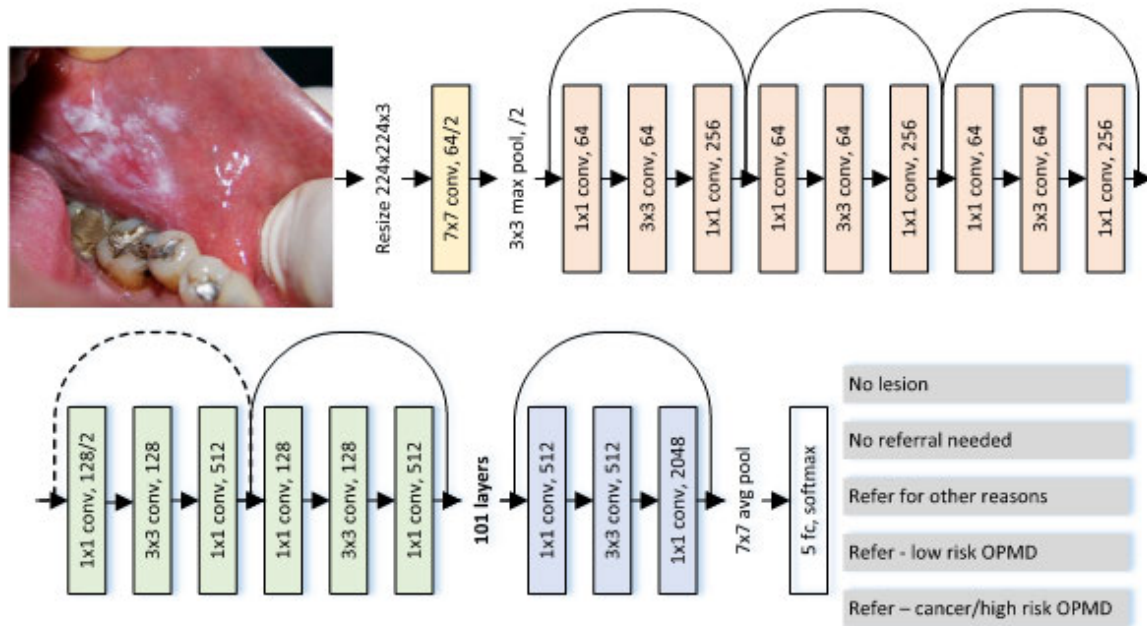 Resize 224x224x3
7x7 conv, 64/2
3x3 max pool, /2
1x1 conv, 64
3x3 conv, 64
1x1 conv, 256
1x1 conv, 64
3x3 conv, 64
1x1 conv, 256
1x1 conv, 64
3x3 conv, 64
1x1 conv, 256
1x1 conv, 128/2
3x3 conv, 128
1x1 conv, 512
1x1 conv, 128
3x3 conv, 128
1x1 conv, 512
101 layers
1x1 conv, 512
3x3 conv, 512
1x1 conv, 2048
7x7 avg pool
5 fc, softmax
No lesion
No referral needed
Refer for other reasons
Refer - low risk OPMD
Refer – cancer/high risk OPMD